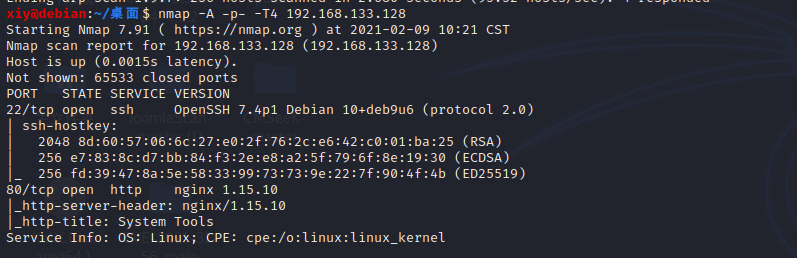 xiy@debian:~/桌面$ nmap -A -p- -T4 192.168.133.128
Starting Nmap 7.91 ( https://nmap.org ) at 2021-02-09 10:21 CST
Nmap scan report for 192.168.133.128 (192.168.133.128)
Host is up (0.0015s latency).
Not shown: 65533 closed ports
PORT   STATE SERVICE VERSION
22/tcp open  ssh     OpenSSH 7.4p1 Debian 10+deb9u6 (protocol 2.0)
| ssh-hostkey:
|   2048 8d:60:57:06:6c:27:e0:2f:76:2c:e6:42:c0:01:ba:25 (RSA)
|   256 e7:83:8c:d7:bb:84:f3:2e:e8:a2:5f:79:6f:8e:19:30 (ECDSA)
|_  256 fd:39:47:8a:5e:58:33:99:73:73:9e:22:7f:90:4f:4b (ED25519)
80/tcp open  http    nginx 1.15.10
|_http-server-header: nginx/1.15.10
|_http-title: System Tools
Service Info: OS: Linux; CPE: cpe:/o:linux:linux_kernel